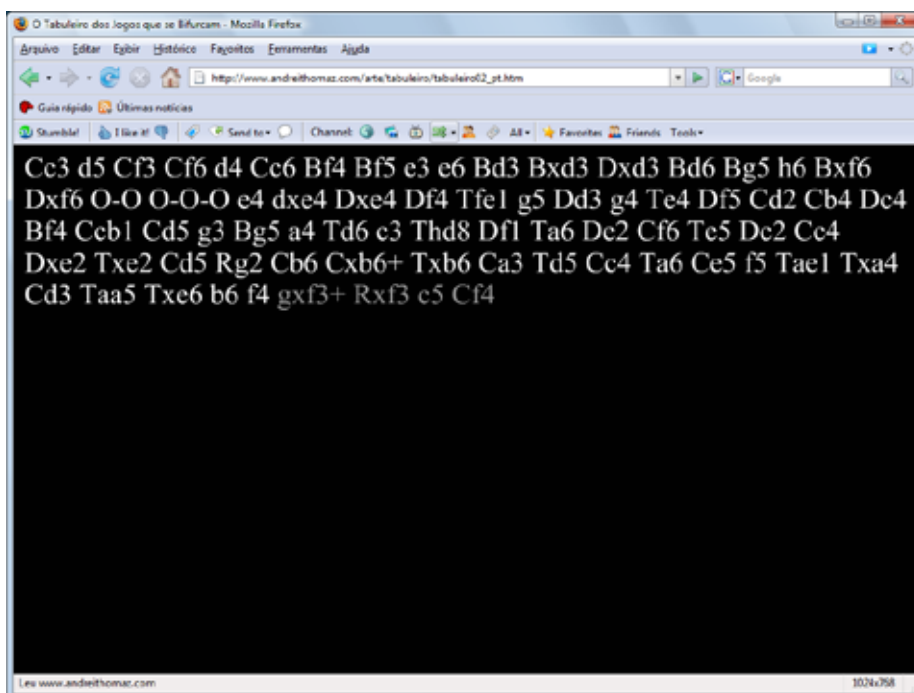 O Tabuleiro dos Jogos que se Bifurcam - Mozilla Firefox
Arquivo Editar Exibir Histórico Favoritos Ferramentas Ajuda
http://www.andreithomaz.com/arte/tabuleiro/tabuleiro02_pt.htm Google
Guia rápido Últimas notícias
Stumble! I like it! Send to Channel: All Favorites Friends Tools
Cc3 d5 Cf3 Cf6 d4 Cc6 Bf4 Bf5 e3 e6 Bd3 Bxd3 Dxd3 Bd6 Bg5 h6 Bxf6
Dxf6 O-O O-O-O e4 dxe4 Dxe4 Df4 Tfe1 g5 Dd3 g4 Te4 Df5 Cd2 Cb4 Dc4
Bf4 Ccb1 Cd5 g3 Bg5 a4 Td6 c3 Thd8 Df1 Ta6 De2 Cf6 Te5 Dc2 Cc4
Dxe2 Txe2 Cd5 Rg2 Cb6 Cxb6+ Txb6 Ca3 Td5 Cc4 Ta6 Ce5 f5 Tae1 Txa4
Cd3 Taa5 Txe6 b6 f4 gxf3+ Rxf3 c5 Cf4
Leu www.andreithomaz.com 1024x768